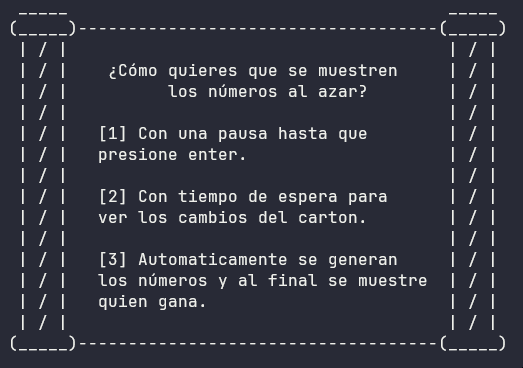 ¿Cómo quieres que se muestren
los números al azar?
[1] Con una pausa hasta que
presione enter.
[2] Con tiempo de espera para
ver los cambios del carton.
[3] Automaticamente se generan
los números y al final se muestre
quien gana.